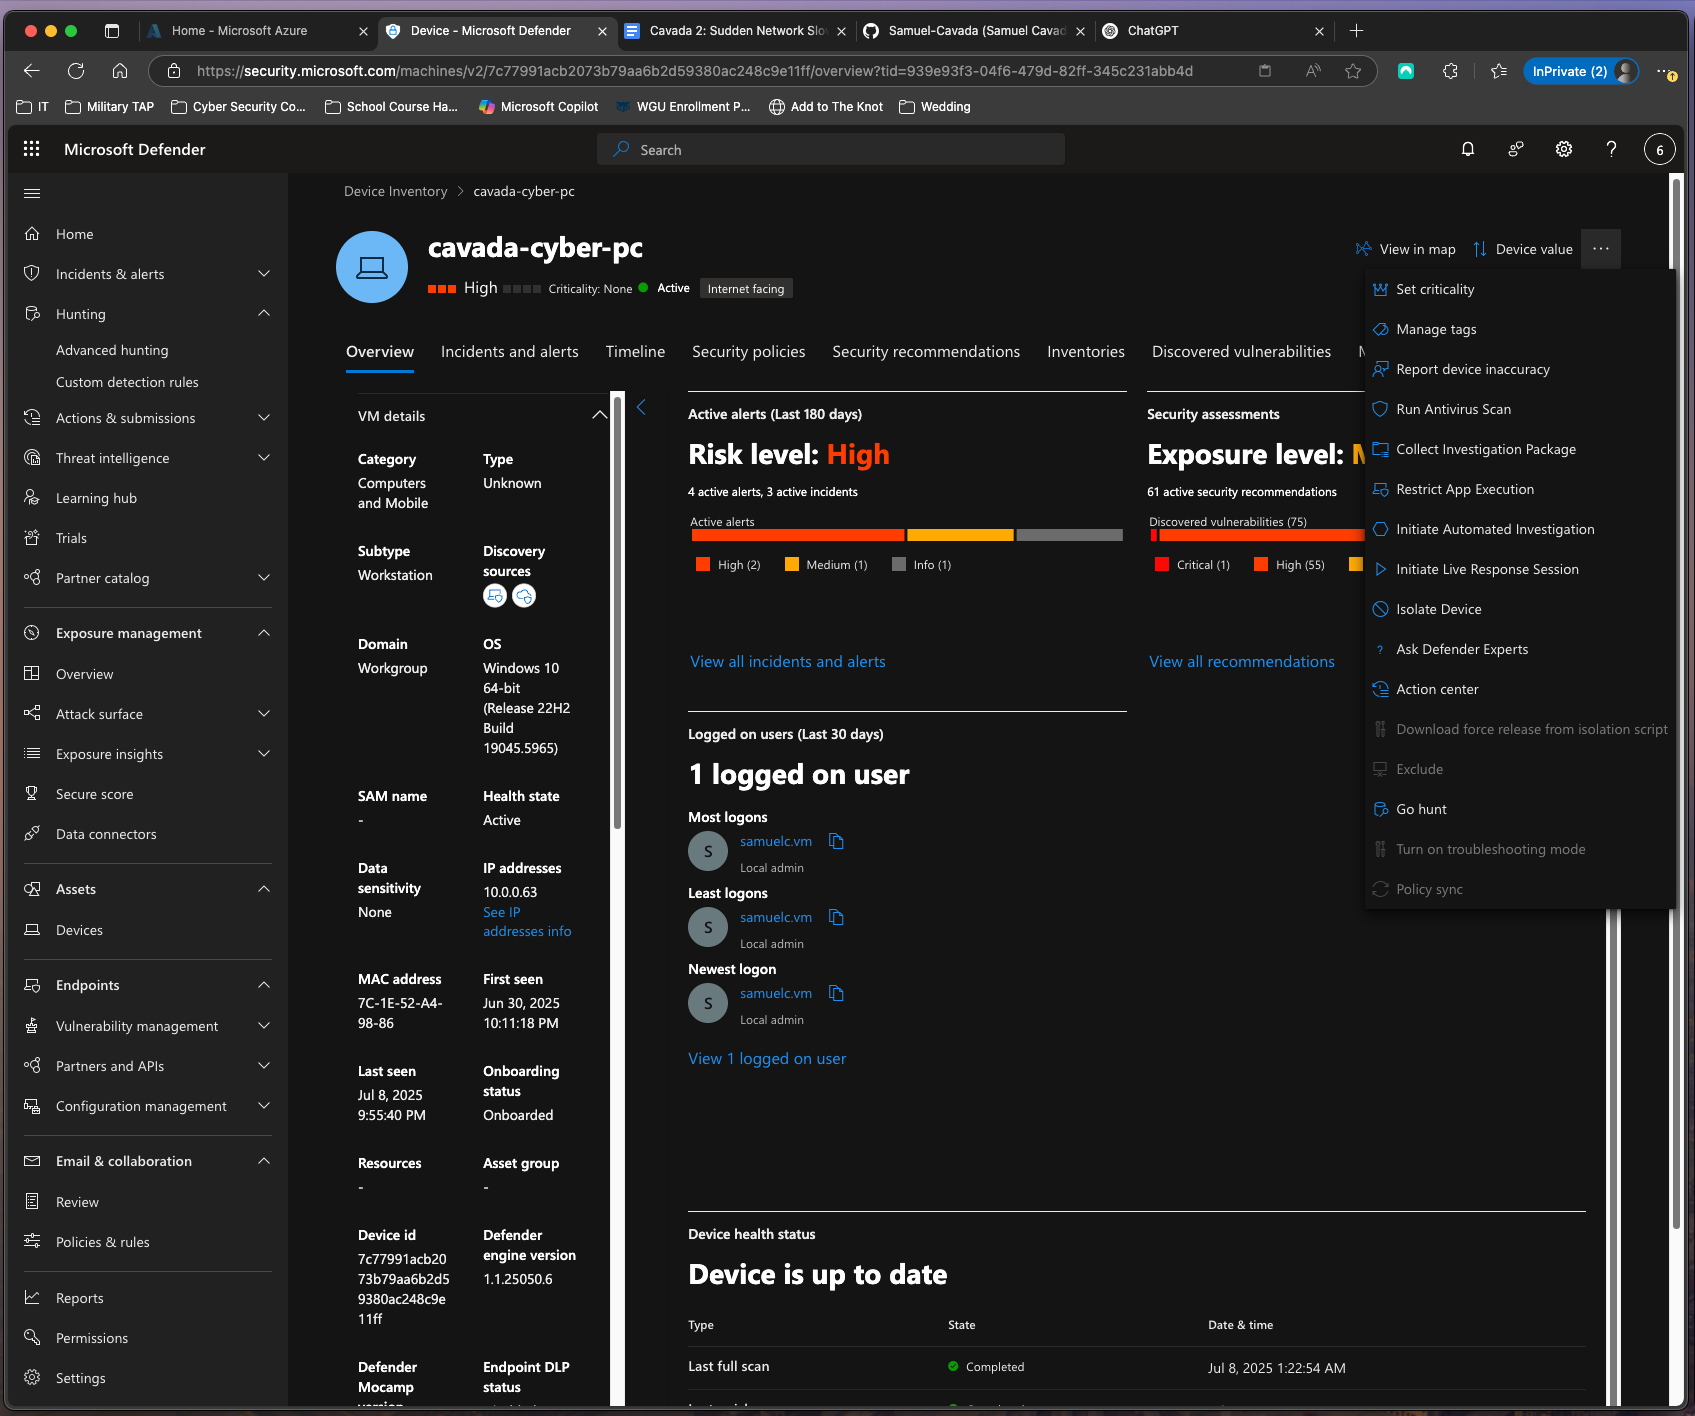 Home - Microsoft Azure
Device - Microsoft Defender
Cavada 2: Sudden Network Slo
Samuel-Cavada (Samuel Cavad
ChatGPT
https://security.microsoft.com/machines/v2/7c77991acb2073b79aa6b2d59380ac248c9e11ff/overview?tid=939e93f3-04f6-479d-82ff-345c231abb4d
InPrivate (2)
IT
Military TAP
Cyber Security Co...
School Course Ha...
Microsoft Copilot
WGU Enrollment P...
Add to The Knot
Wedding
Microsoft Defender
Search
6
Home
Incidents & alerts
Hunting
Advanced hunting
Custom detection rules
Actions & submissions
Threat intelligence
Learning hub
Trials
Partner catalog
Exposure management
Overview
Attack surface
Exposure insights
Secure score
Data connectors
Assets
Devices
Endpoints
Vulnerability management
Partners and APIs
Configuration management
Email & collaboration
Review
Policies & rules
Reports
Permissions
Settings
Device Inventory > cavada-cyber-pc
cavada-cyber-pc
High
Criticality: None
Active
Internet facing
View in map
Device value
...
Overview
Incidents and alerts
Timeline
Security policies
Security recommendations
Inventories
Discovered vulnerabilities
VM details
Category
Computers
and Mobile
Type
Unknown
Subtype
Workstation
Discovery
sources
Domain
Workgroup
OS
Windows 10
64-bit
(Release 22H2
Build
19045.5965)
SAM name
-
Health state
Active
Data
sensitivity
None
IP addresses
10.0.0.63
See IP
addresses info
MAC address
7C-1E-52-A4-
98-86
First seen
Jun 30, 2025
10:11:18 PM
Last seen
Jul 8, 2025
9:55:40 PM
Onboarding
status
Onboarded
Resources
-
Asset group
-
Device id
7c77991acb20
73b79aa6b2d5
9380ac248c9e
11ff
Defender
engine version
1.1.25050.6
Defender
Mocamp
version
Endpoint DLP
status
Active alerts (Last 180 days)
Risk level: High
4 active alerts, 3 active incidents
Active alerts
High (2)
Medium (1)
Info (1)
View all incidents and alerts
Security assessments
Exposure level: M
61 active security recommendations
Discovered vulnerabilities (75)
Critical (1)
High (55)
View all recommendations
Logged on users (Last 30 days)
1 logged on user
Most logons
S
samuelc.vm
Local admin
Least logons
S
samuelc.vm
Local admin
Newest logon
S
samuelc.vm
Local admin
View 1 logged on user
Device health status
Device is up to date
Type
State
Date & time
Last full scan
Completed
Jul 8, 2025 1:22:54 AM
Set criticality
Manage tags
Report device inaccuracy
Run Antivirus Scan
Collect Investigation Package
Restrict App Execution
Initiate Automated Investigation
Initiate Live Response Session
Isolate Device
Ask Defender Experts
Action center
Download force release from isolation script
Exclude
Go hunt
Turn on troubleshooting mode
Policy sync